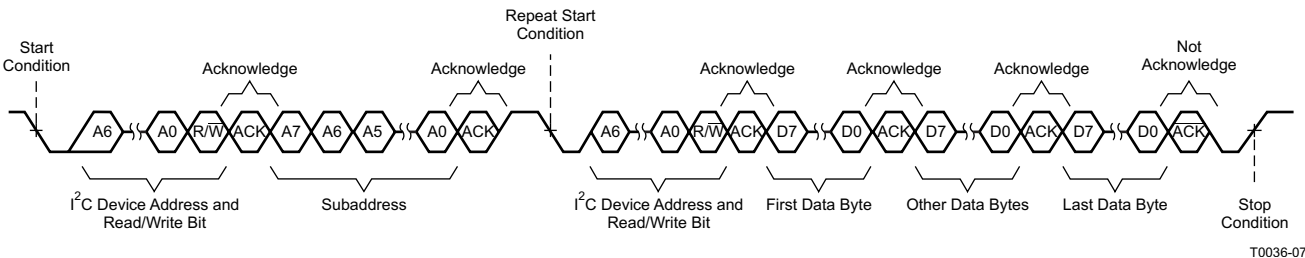 Repeat Start
Condition
Start
Condition
Not
Acknowledge
Acknowledge
Acknowledge
Acknowledge
Acknowledge
Acknowledge
A6 A0 R/W̅ ACK A7 A6 A5 A0 ACK A6 A0 R/W̅ ACK D7 D0 ACK D7 D0 ACK D7 D0 A̅C̅K̅
I²C Device Address and
Read/Write Bit
Subaddress
I²C Device Address and
Read/Write Bit
First Data Byte
Other Data Bytes
Last Data Byte
Stop
Condition
T0036-07